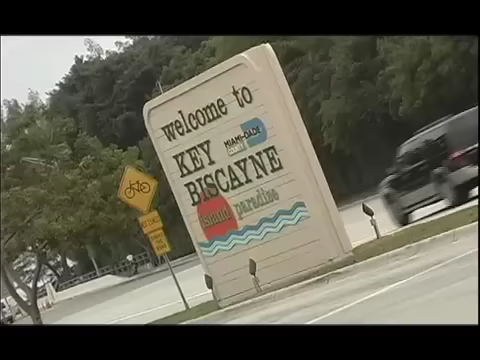 welcome to
KEY
MIAMI-DADE
COUNTY
BISCAYNE
island paradise